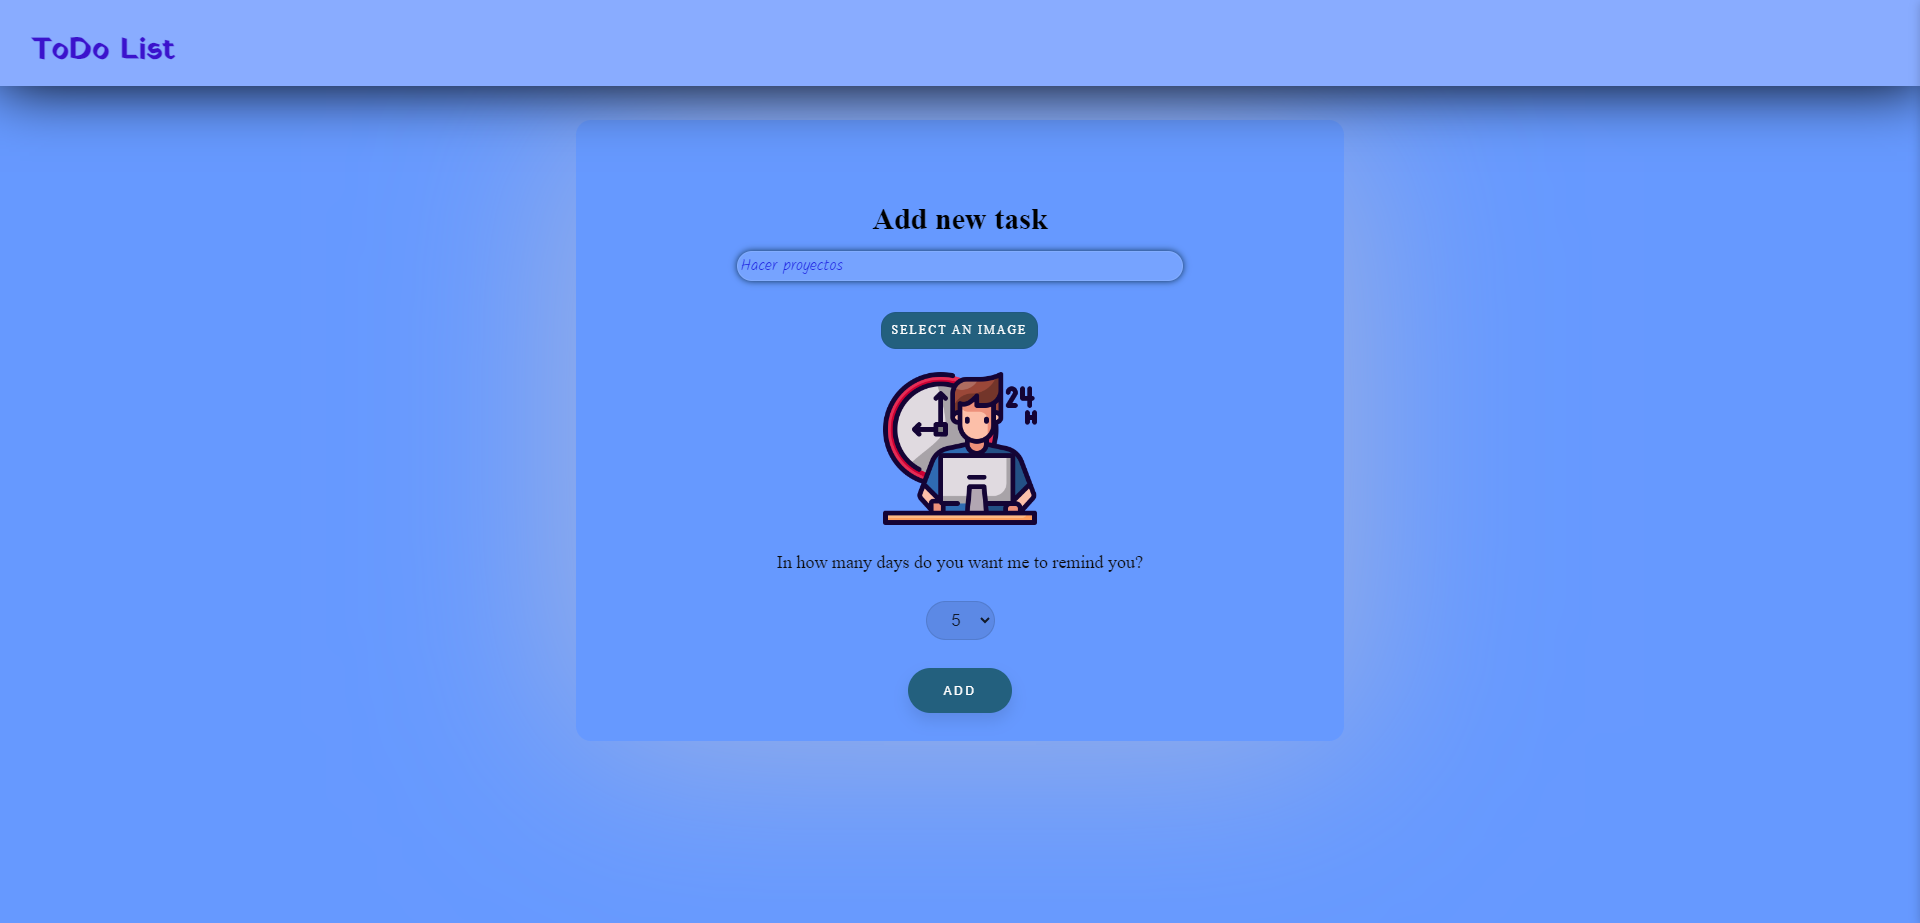 ToDo List
Add new task
Hacer proyectos
SELECT AN IMAGE
24
H
In how many days do you want me to remind you?
5
ADD